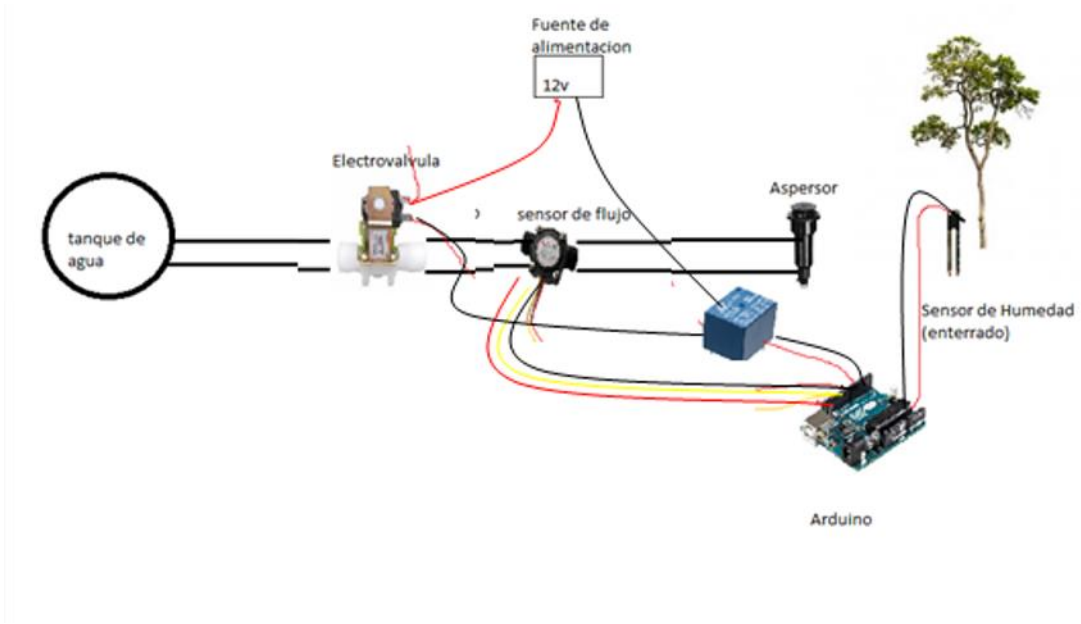 Fuente de
alimentacion
12v
Electrovalvula
Aspersor
sensor de flujo
tanque de
agua
Sensor de Humedad
(enterrado)
Arduino